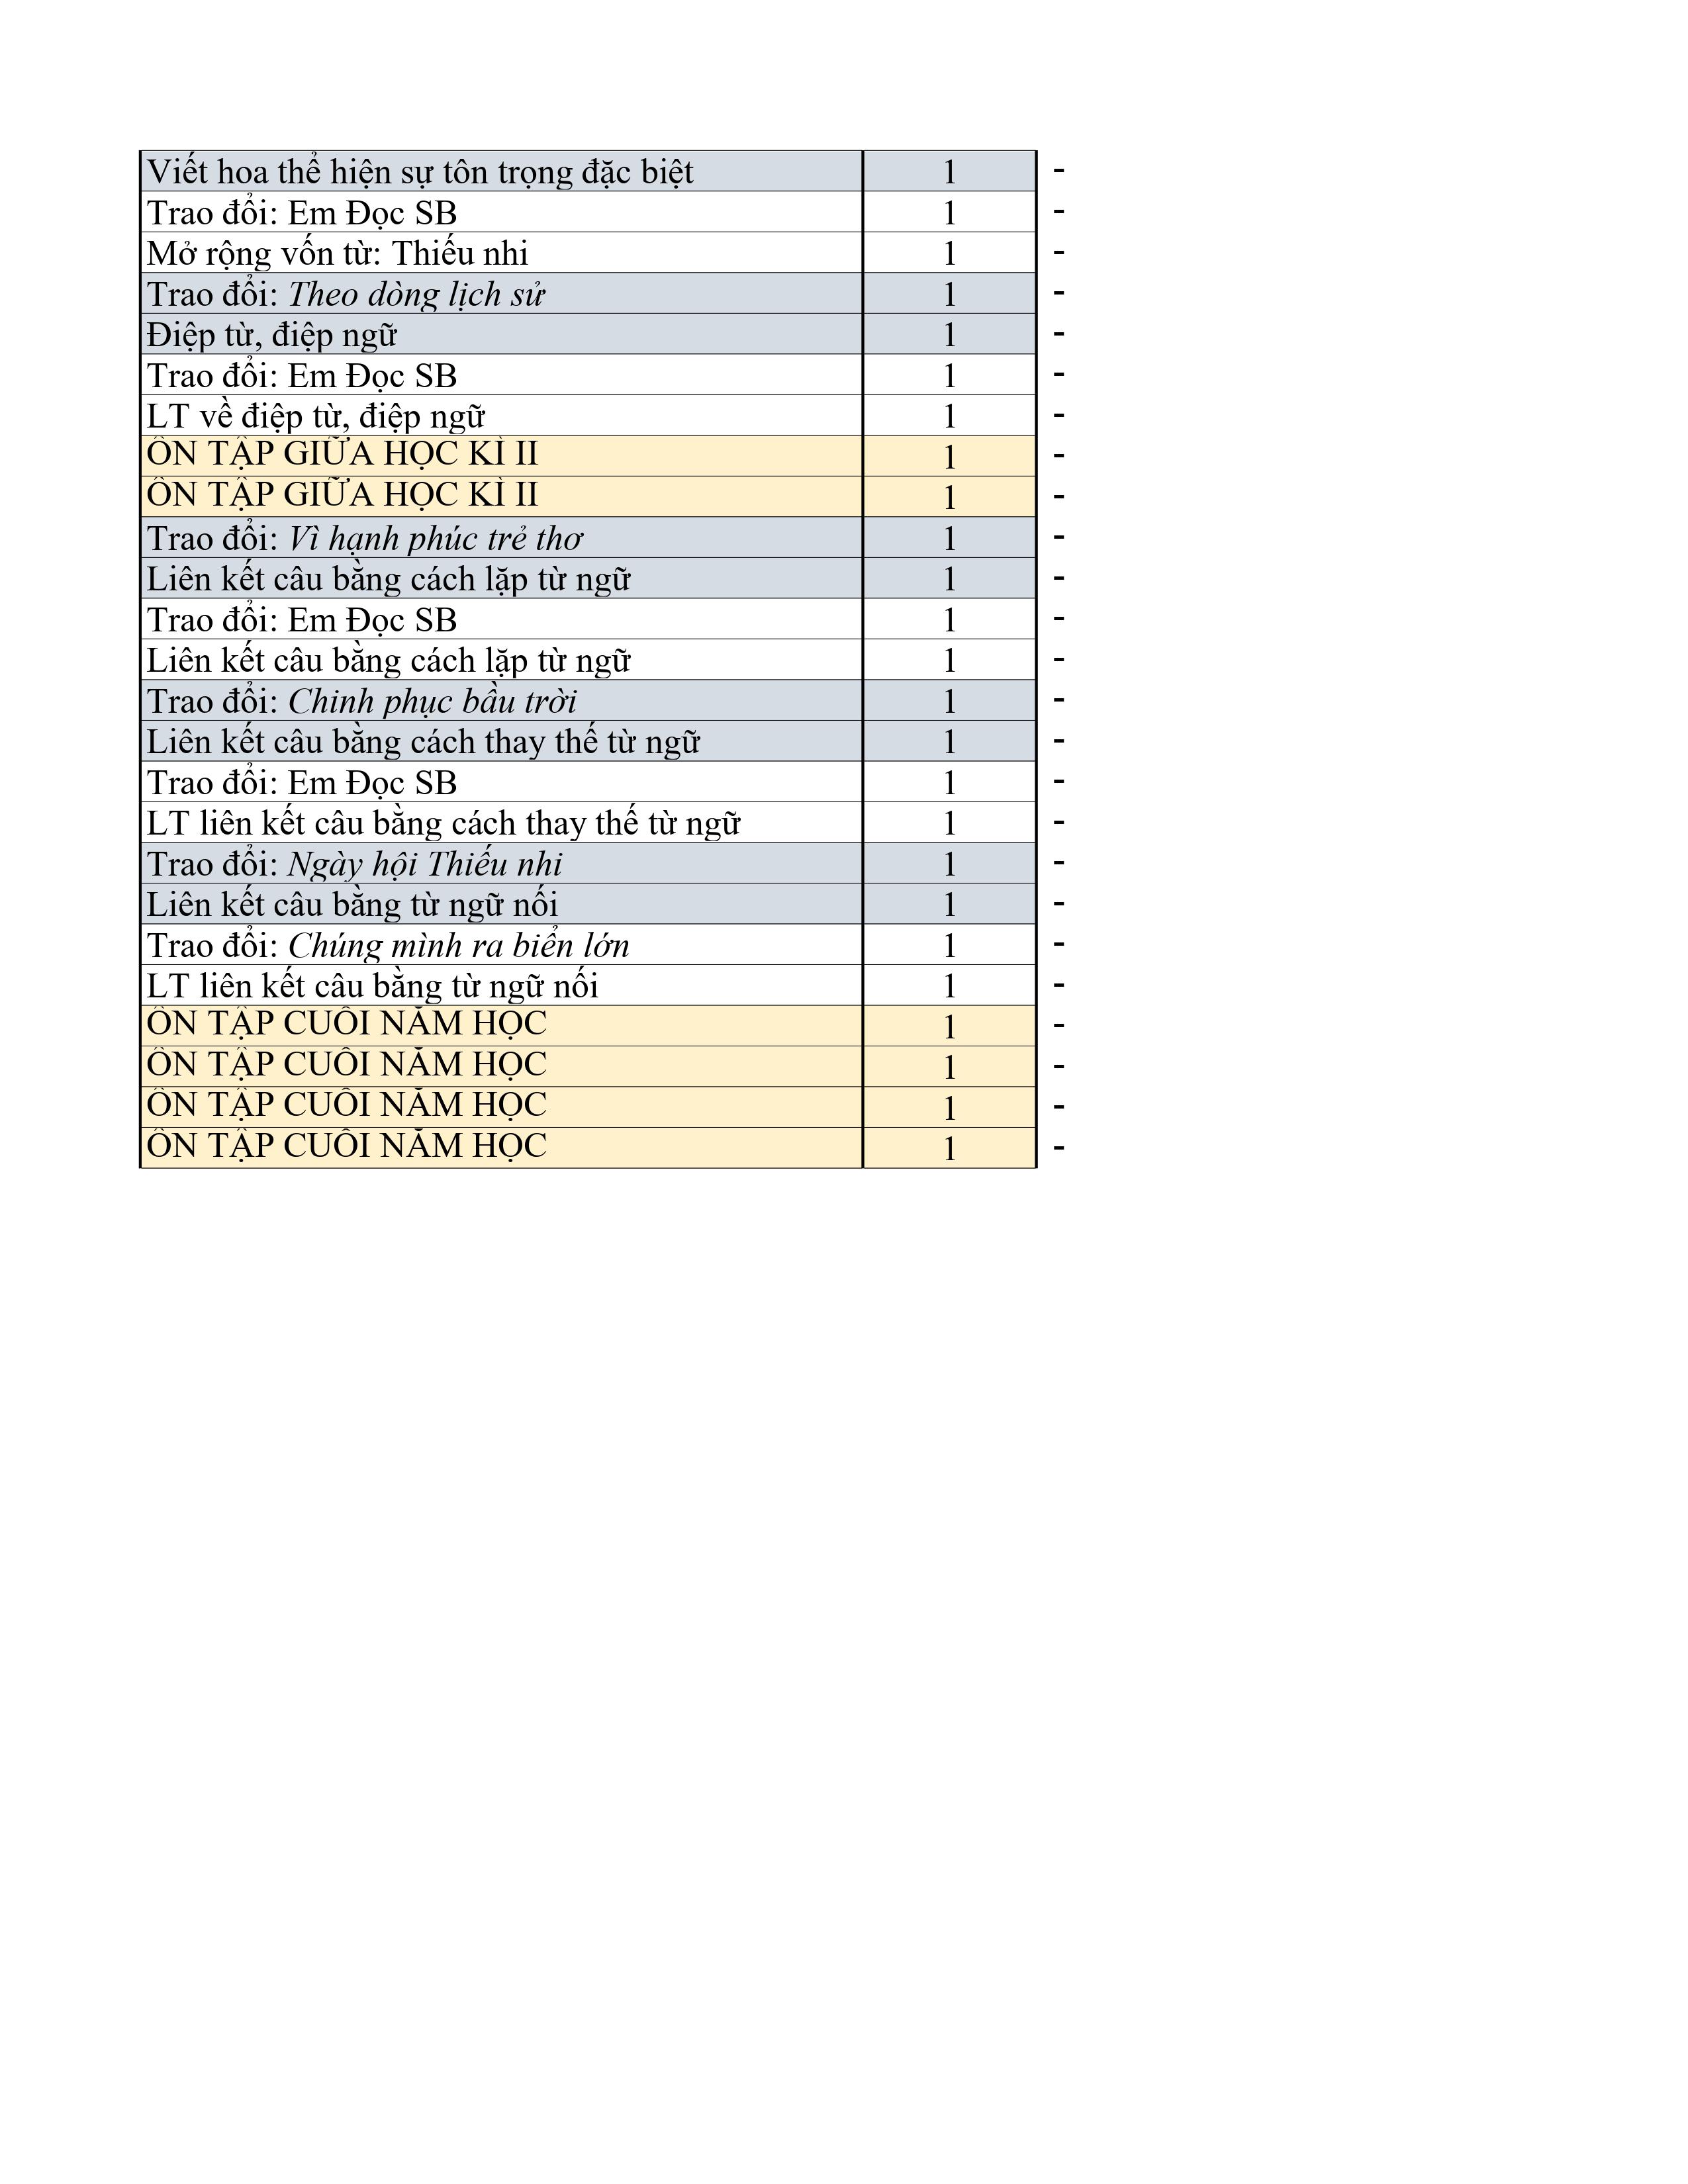 Viết hoa thể hiện sự tôn trọng đặc biệt 1 -
Trao đổi: Em Đọc SB 1 -
Mở rộng vốn từ: Thiếu nhi 1 -
Trao đổi: Theo dòng lịch sử 1 -
Điệp từ, điệp ngữ 1 -
Trao đổi: Em Đọc SB 1 -
LT về điệp từ, điệp ngữ 1 -
ÔN TẬP GIỮA HỌC KÌ II 1 -
ÔN TẬP GIỮA HỌC KÌ II 1 -
Trao đổi: Vì hạnh phúc trẻ thơ 1 -
Liên kết câu bằng cách lặp từ ngữ 1 -
Trao đổi: Em Đọc SB 1 -
Liên kết câu bằng cách lặp từ ngữ 1 -
Trao đổi: Chinh phục bầu trời 1 -
Liên kết câu bằng cách thay thế từ ngữ 1 -
Trao đổi: Em Đọc SB 1 -
LT liên kết câu bằng cách thay thế từ ngữ 1 -
Trao đổi: Ngày hội Thiếu nhi 1 -
Liên kết câu bằng từ ngữ nối 1 -
Trao đổi: Chúng mình ra biển lớn 1 -
LT liên kết câu bằng từ ngữ nối 1 -
ÔN TẬP CUỐI NĂM HỌC 1 -
ÔN TẬP CUỐI NĂM HỌC 1 -
ÔN TẬP CUỐI NĂM HỌC 1 -
ÔN TẬP CUỐI NĂM HỌC 1 -